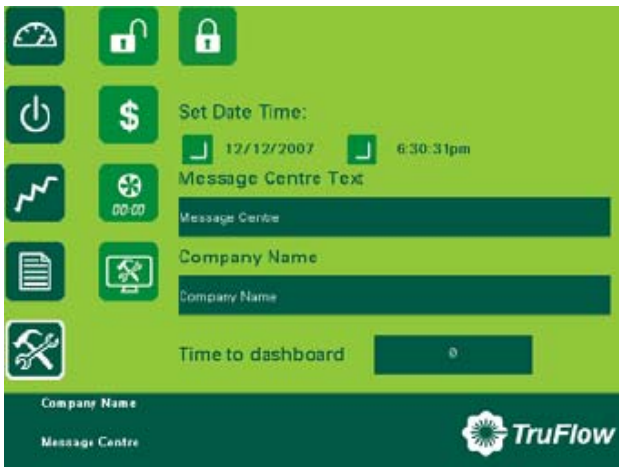 $
Set Date Time:
12/12/2007 6:30:31pm
Message Centre Text
00:00
Message Centre
Company Name
Company Name
Time to dashboard 0
Company Name
Message Centre
TruFlow